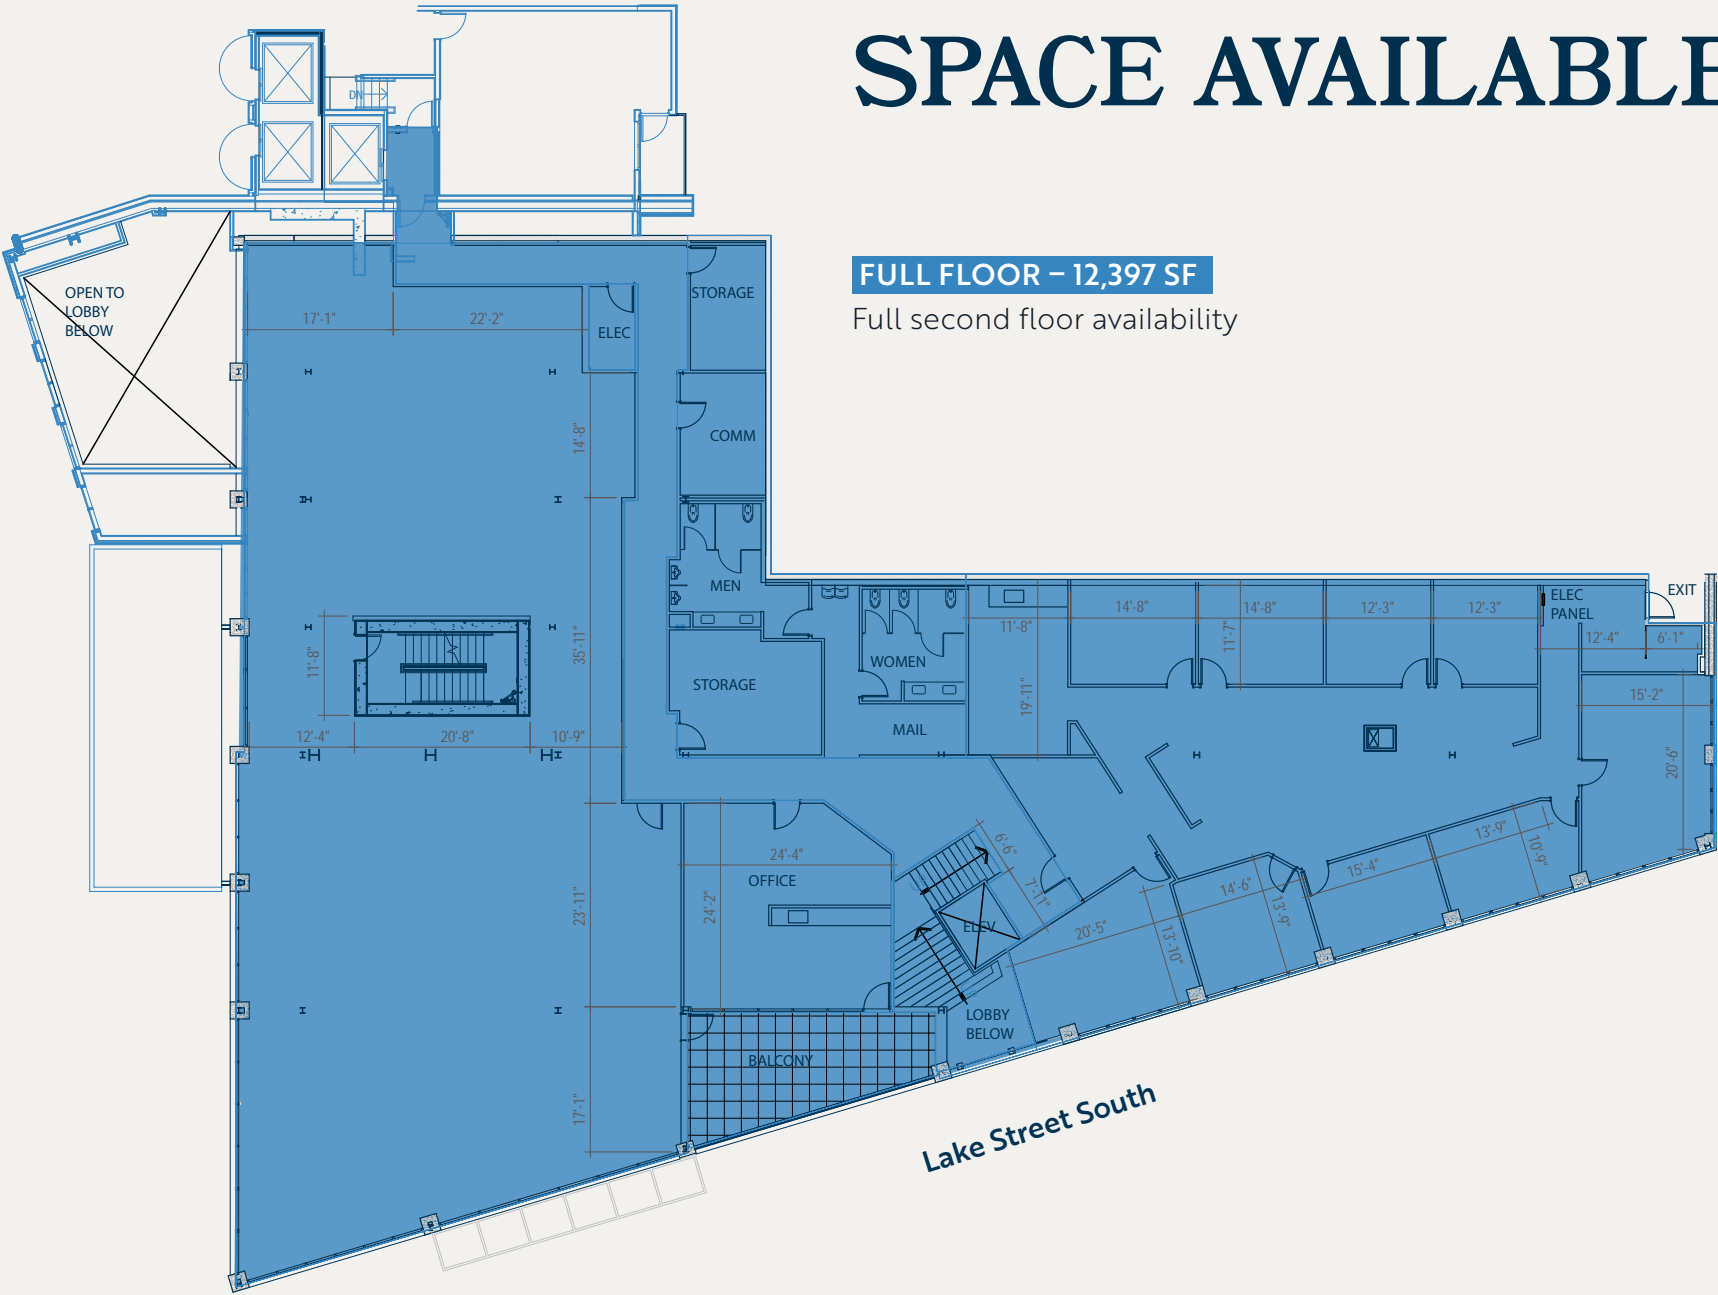 SPACE AVAILABLE
DN
FULL FLOOR – 12,397 SF
Full second floor availability
OPEN TO
LOBBY
BELOW
STORAGE
17'-1"
22'-2"
ELEC
14'-8"
COMM
MEN
ELEC
PANEL
EXIT
14'-8"
14'-8"
12'-3"
12'-3"
11'-8"
11'-7"
12'-4"
6'-1"
35'-11"
11'-8"
WOMEN
STORAGE
19'-11"
15'-2"
MAIL
12'-4"
20'-8"
10'-9"
20'-6"
6'-6"
13'-9"
10'-9"
24'-4"
OFFICE
15'-4"
7'-11"
14'-6"
13'-9"
23'-11"
24'-2"
ELEV
20'-5"
13'-10"
LOBBY
BELOW
BALCONY
17'-1"
Lake Street South